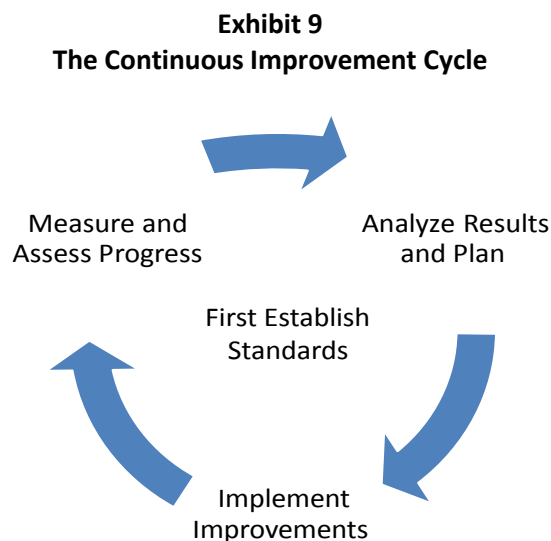 Exhibit 9
The Continuous Improvement Cycle
Measure and
Assess Progress
Analyze Results
and Plan
First Establish
Standards
Implement
Improvements